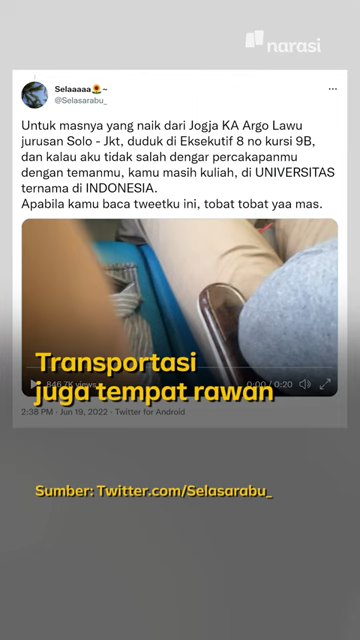 narasi
Selaaaaa🌻~
@Selasarabu_
Untuk masnya yang naik dari Jogja KA Argo Lawu
jurusan Solo - Jkt, duduk di Eksekutif 8 no kursi 9B,
dan kalau aku tidak salah dengar percakapanmu
dengan temanmu, kamu masih kuliah, di UNIVERSITAS
ternama di INDONESIA.
Apabila kamu baca tweetku ini, tobat tobat yaa mas.
Transportasi
846.7K views
0:00 / 0:20
juga tempat rawan
2:38 PM · Jun 19, 2022 · Twitter for Android
Sumber: Twitter.com/Selasarabu_